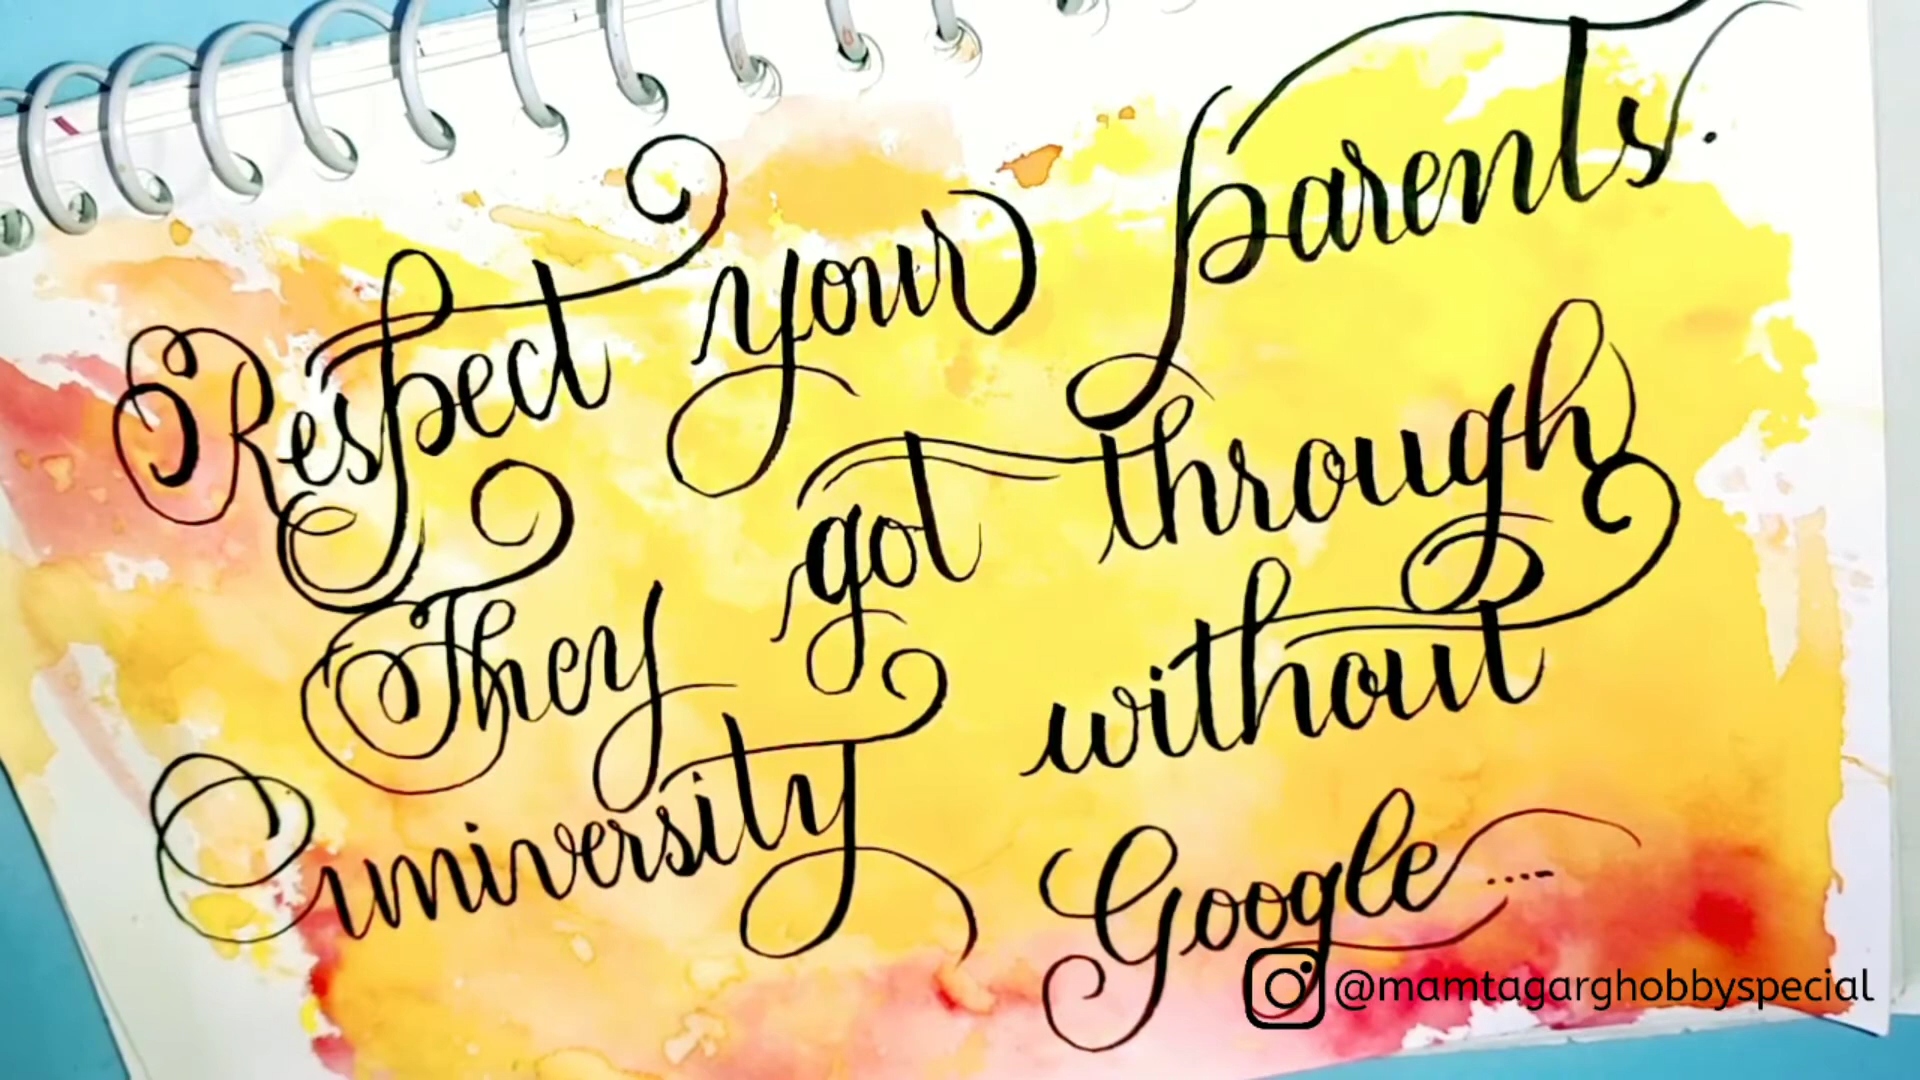 Respect your parents.
They got through
university without
Google....
@mamtagarghobbyspecial